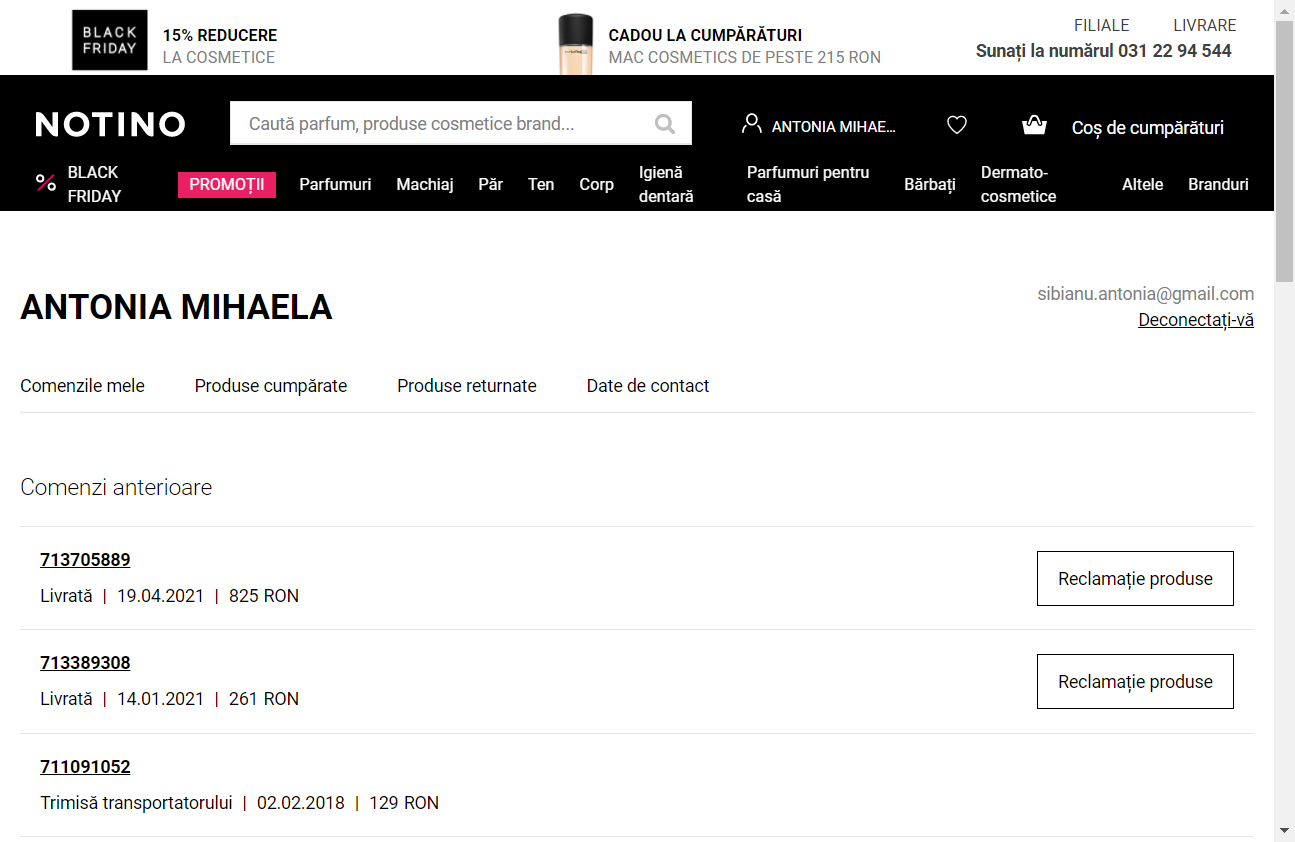 BLACK
FRIDAY
15% REDUCERE
LA COSMETICE
CADOU LA CUMPĂRĂTURI
MAC COSMETICS DE PESTE 215 RON
FILIALE LIVRARE
Sunați la numărul 031 22 94 544
NOTINO
Caută parfum, produse cosmetice brand...
ANTONIA MIHAE...
Coș de cumpărături
% BLACK
FRIDAY
PROMOȚII
Parfumuri
Machiaj
Păr
Ten
Corp
Igienă
dentară
Parfumuri pentru
casă
Bărbați
Dermato-
cosmetice
Altele
Branduri
ANTONIA MIHAELA
sibianu.antonia@gmail.com
Deconectați-vă
Comenzile mele Produse cumpărate Produse returnate Date de contact
Comenzi anterioare
713705889
Livrată | 19.04.2021 | 825 RON
Reclamație produse
713389308
Livrată | 14.01.2021 | 261 RON
Reclamație produse
711091052
Trimisă transportatorului | 02.02.2018 | 129 RON